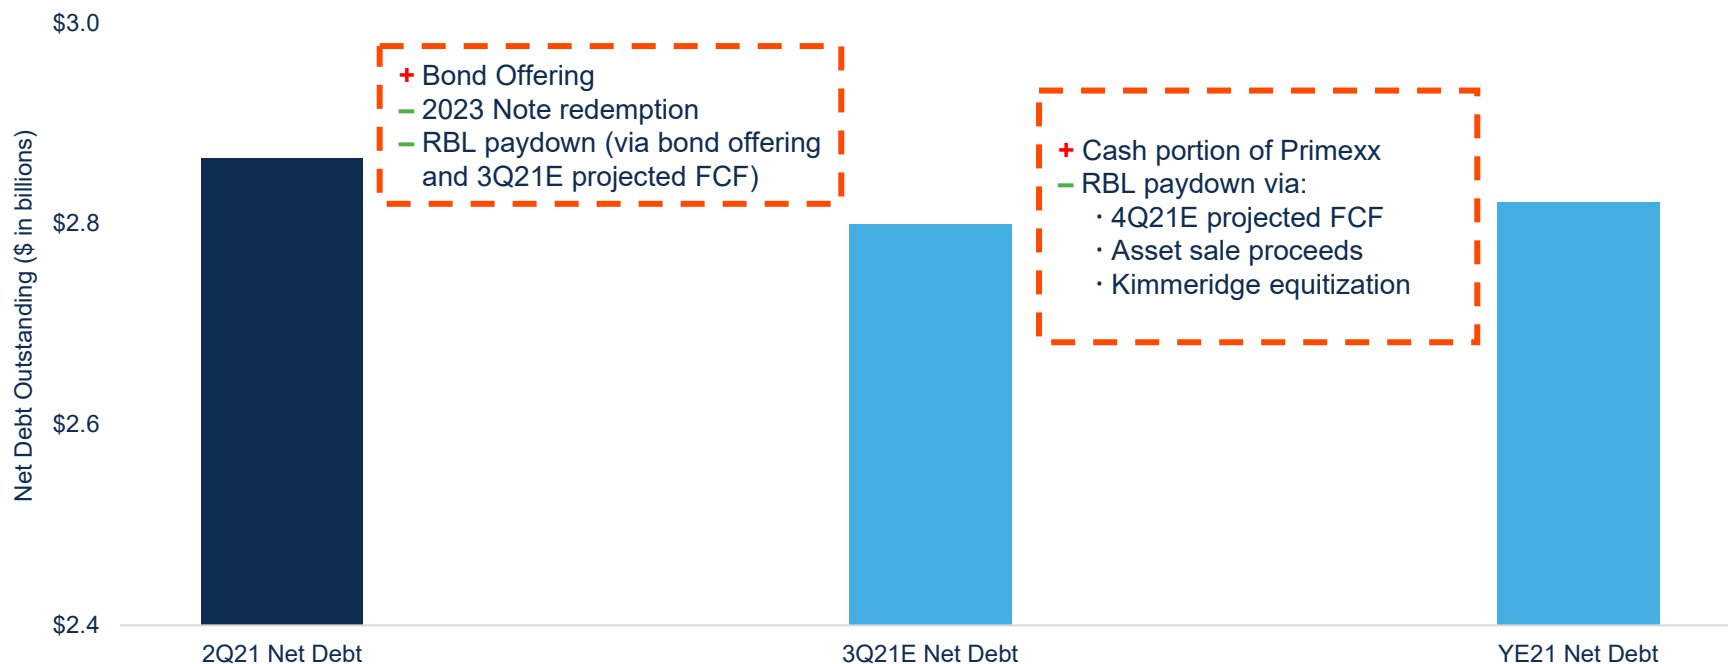 $3.0
$2.8
$2.6
$2.4
Net Debt Outstanding ($ in billions)
+ Bond Offering
– 2023 Note redemption
– RBL paydown (via bond offering
and 3Q21E projected FCF)
+ Cash portion of Primexx
– RBL paydown via:
· 4Q21E projected FCF
· Asset sale proceeds
· Kimmeridge equitization
2Q21 Net Debt
3Q21E Net Debt
YE21 Net Debt